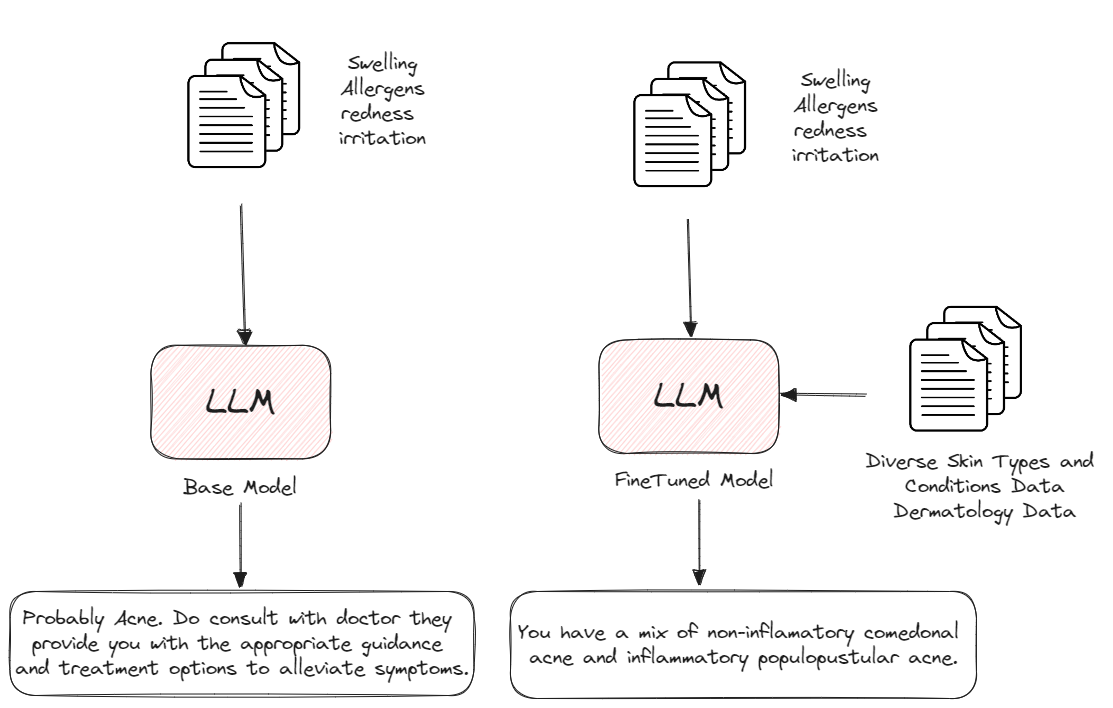 Swelling
Allergens
redness
irritation
LLM
Base Model
Probably Acne. Do consult with doctor they
provide you with the appropriate guidance
and treatment options to alleviate symptoms.
Swelling
Allergens
redness
irritation
LLM
FineTuned Model
Diverse Skin Types and
Conditions Data
Dermatology Data
You have a mix of non-inflamatory comedonal
acne and inflammatory populopustular acne.